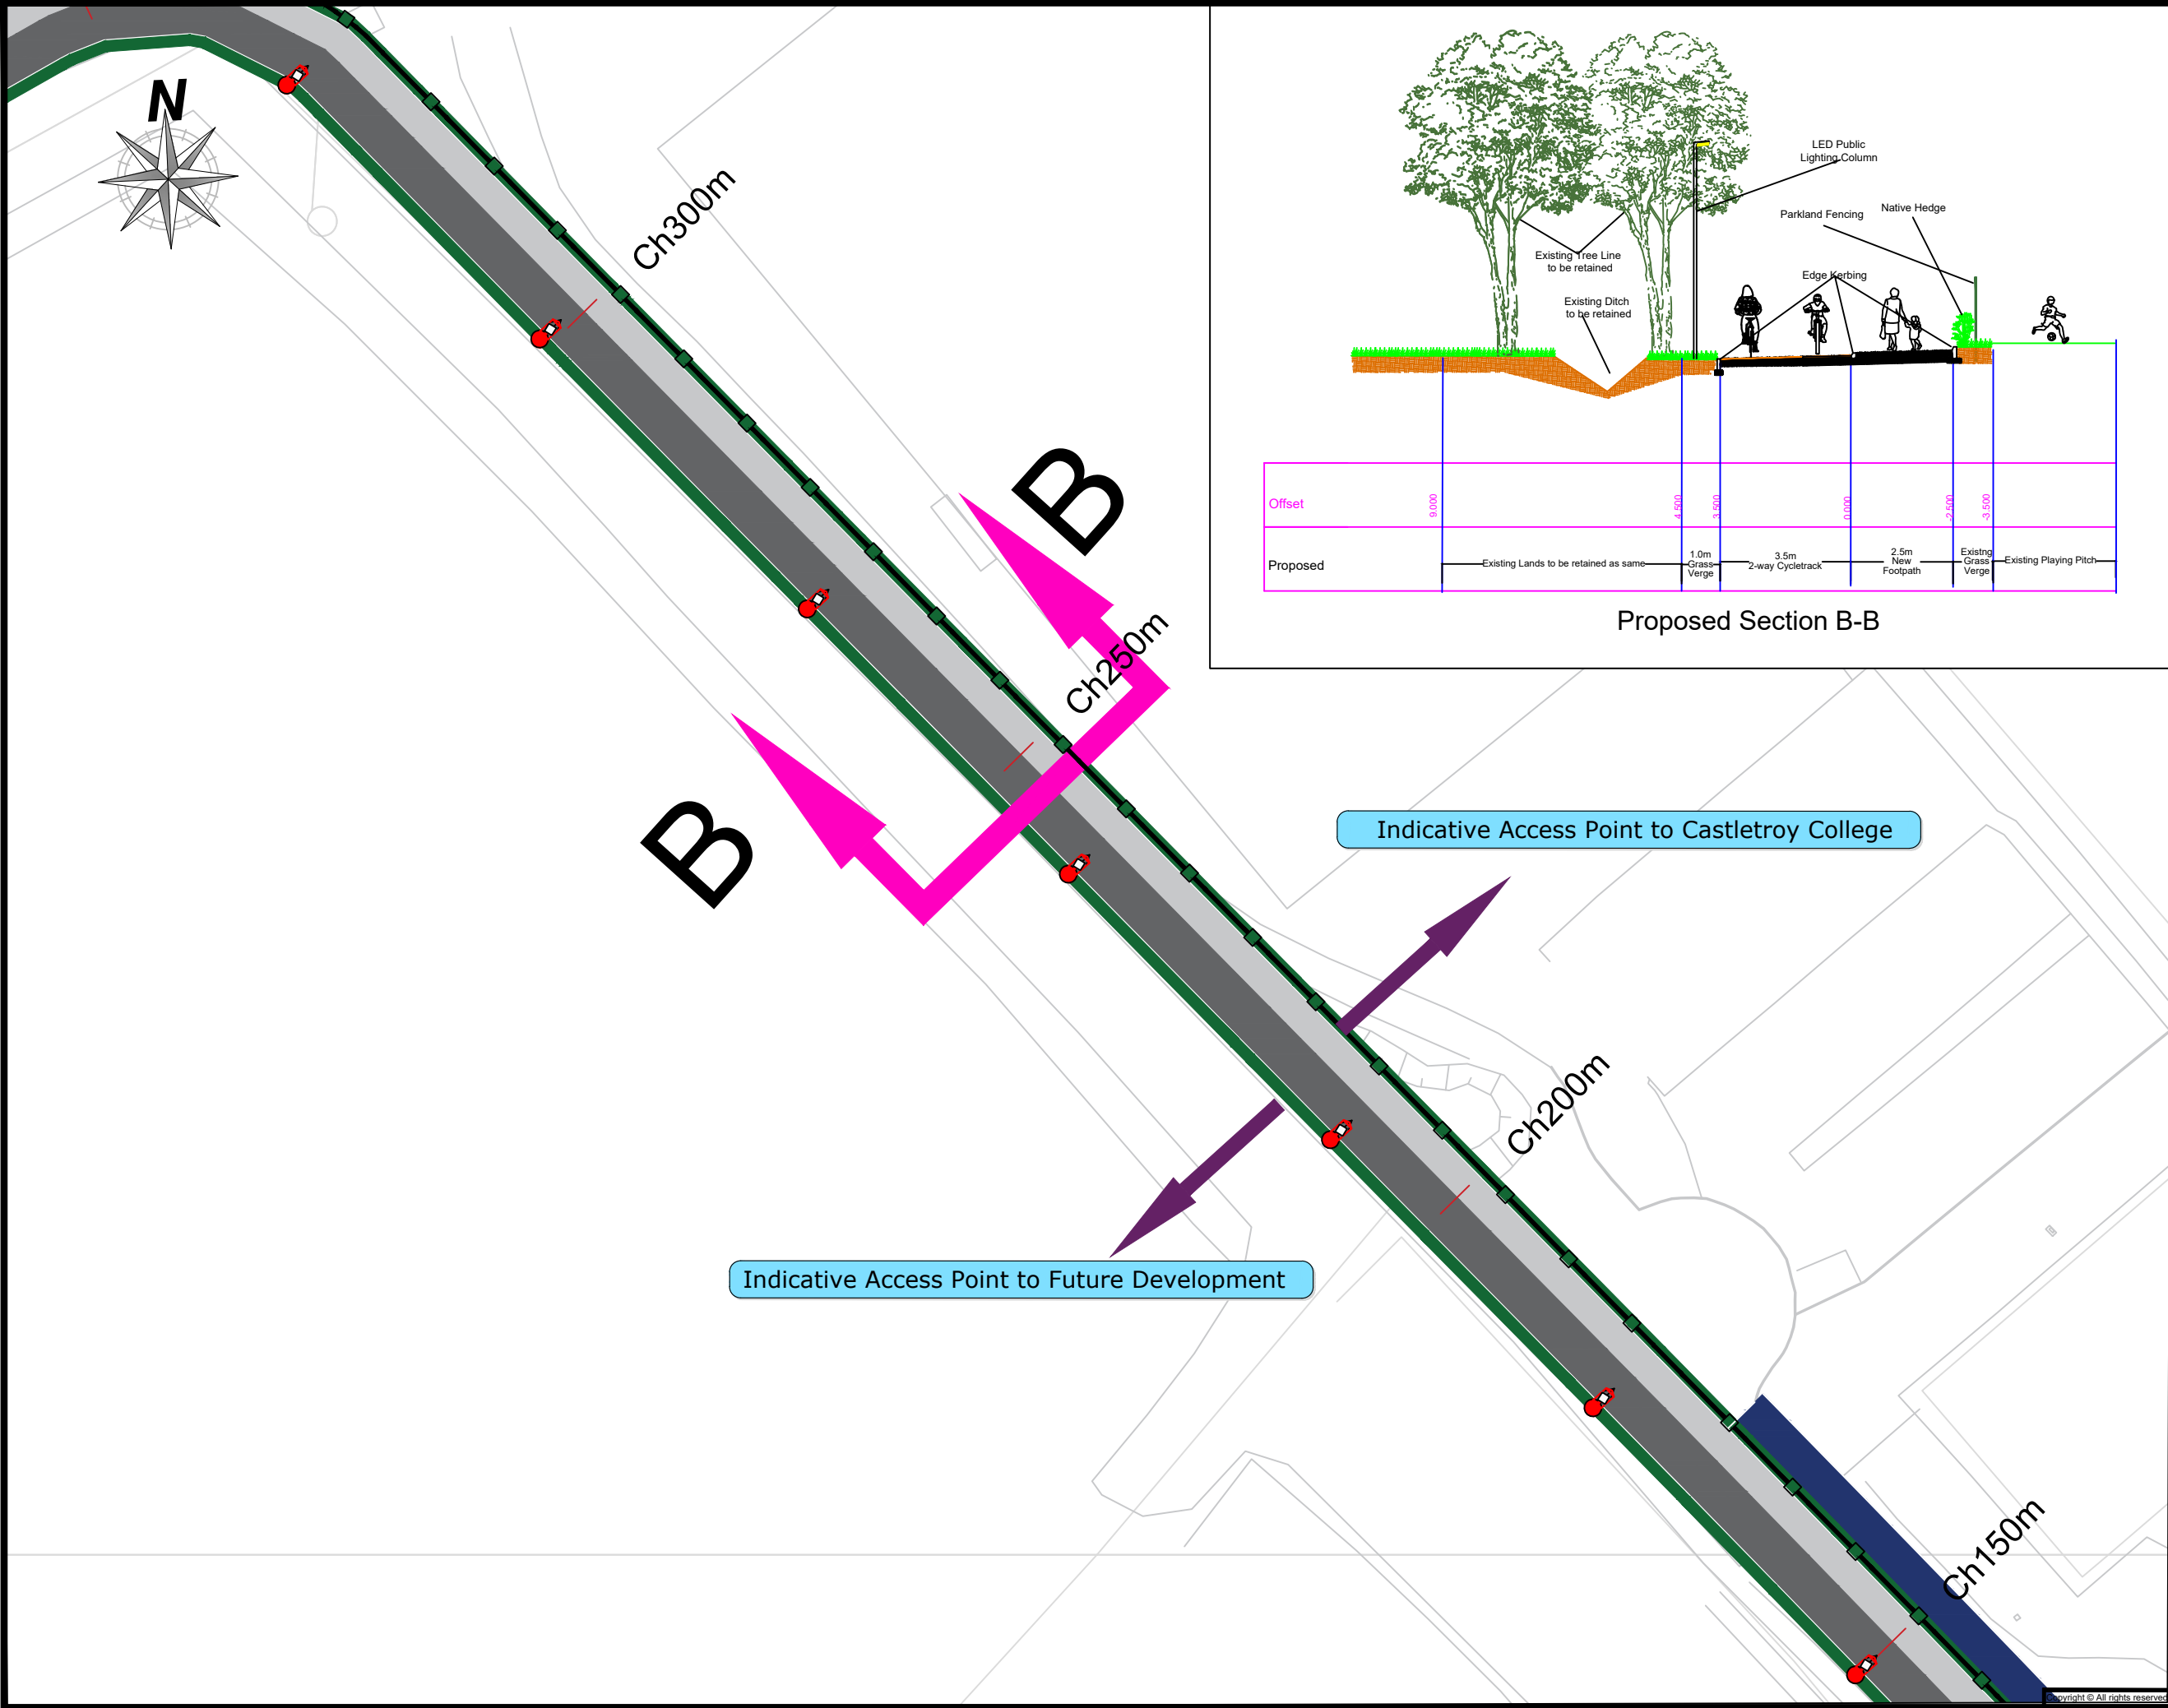 N
Ch300m
B
Ch250m
B
Indicative Access Point to Castletroy College
Ch200m
Indicative Access Point to Future Development
Ch150m
LED Public
Lighting Column
Parkland Fencing
Native Hedge
Existing Tree Line
to be retained
Edge Kerbing
Existing Ditch
to be retained
Offset
9.000
4.500
3.500
0.000
-2.500
-3.500
Proposed
Existing Lands to be retained as same
1.0m
Grass
Verge
3.5m
2-way Cycletrack
2.5m
New
Footpath
Existng
Grass
Verge
Existing Playing Pitch
Proposed Section B-B
Copyright © All rights reserved